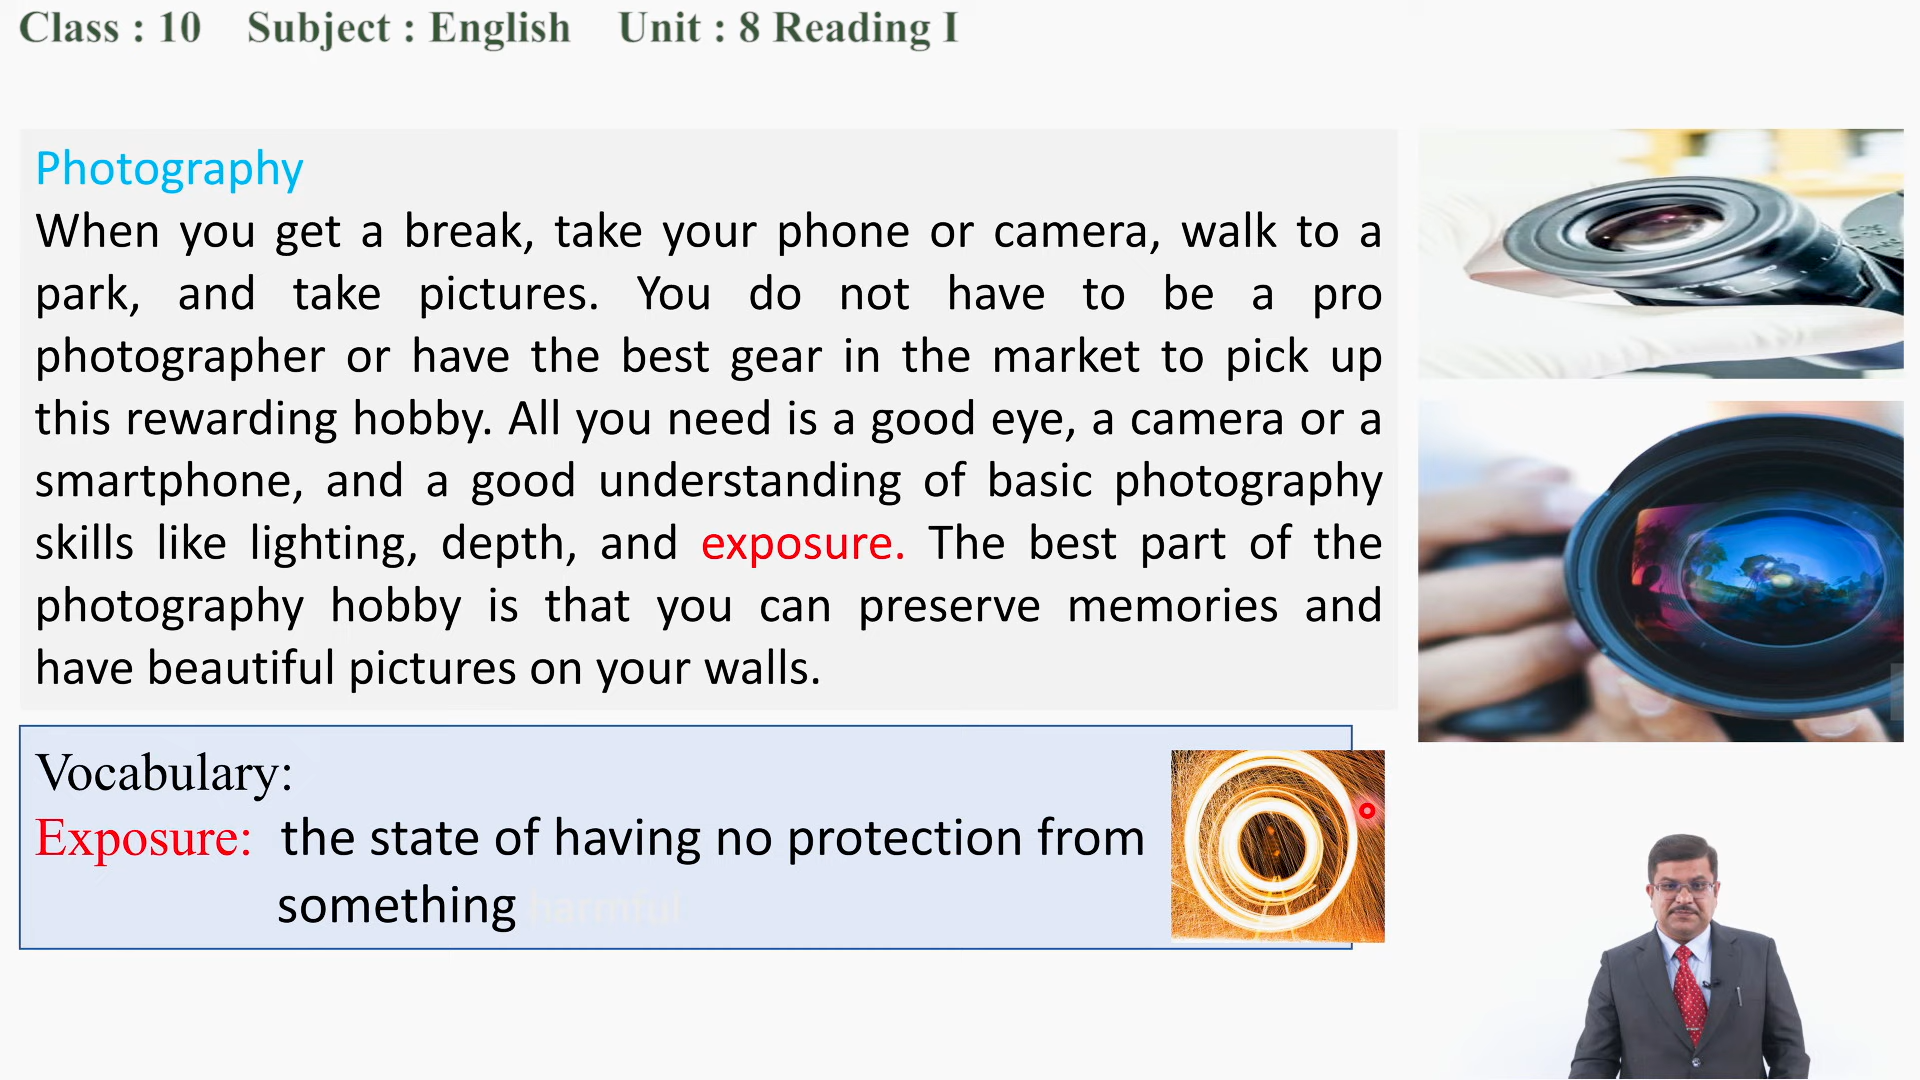 Class : 10 Subject : English Unit : 8 Reading I
Photography
When you get a break, take your phone or camera, walk to a
park, and take pictures. You do not have to be a pro
photographer or have the best gear in the market to pick up
this rewarding hobby. All you need is a good eye, a camera or a
smartphone, and a good understanding of basic photography
skills like lighting, depth, and exposure. The best part of the
photography hobby is that you can preserve memories and
have beautiful pictures on your walls.
Vocabulary:
Exposure: the state of having no protection from
something harmful